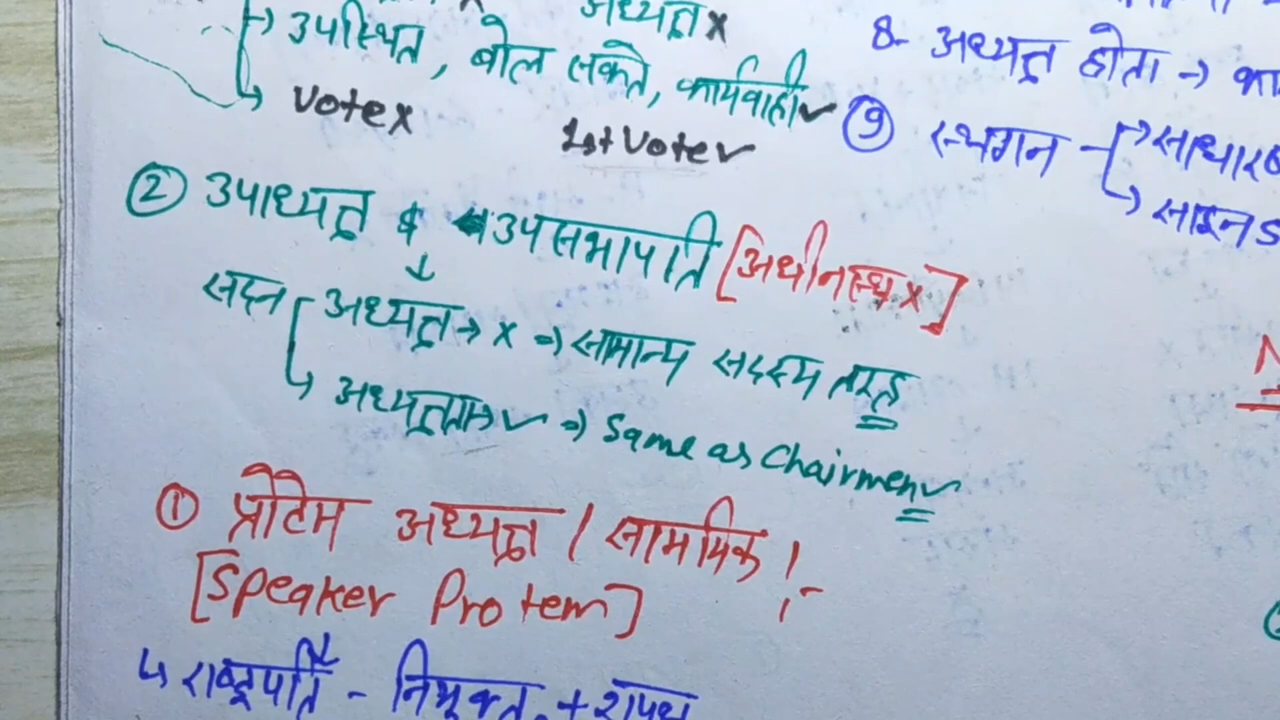 अध्यक्ष x
→ उपस्थित, बोल सकते, कार्यवाही ✓
→ Vote x 1st Vote ✓
8- अध्यक्ष होता →
⑨ स्थगन -
→ साधारण
→ साइन
② उपाध्यक्ष & उपसभापति [अधीनस्थ x]
↓
सदन अध्यक्ष → x ⇒ सामान्य सदस्य तरह
↳ अध्यक्षता ✓ ⇒ Same as Chairmen ✓
① प्रोटेम अध्यक्ष / सामयिक !-
[Speaker Pro tem]
↳ राष्ट्रपति - नियुक्त + शपथ